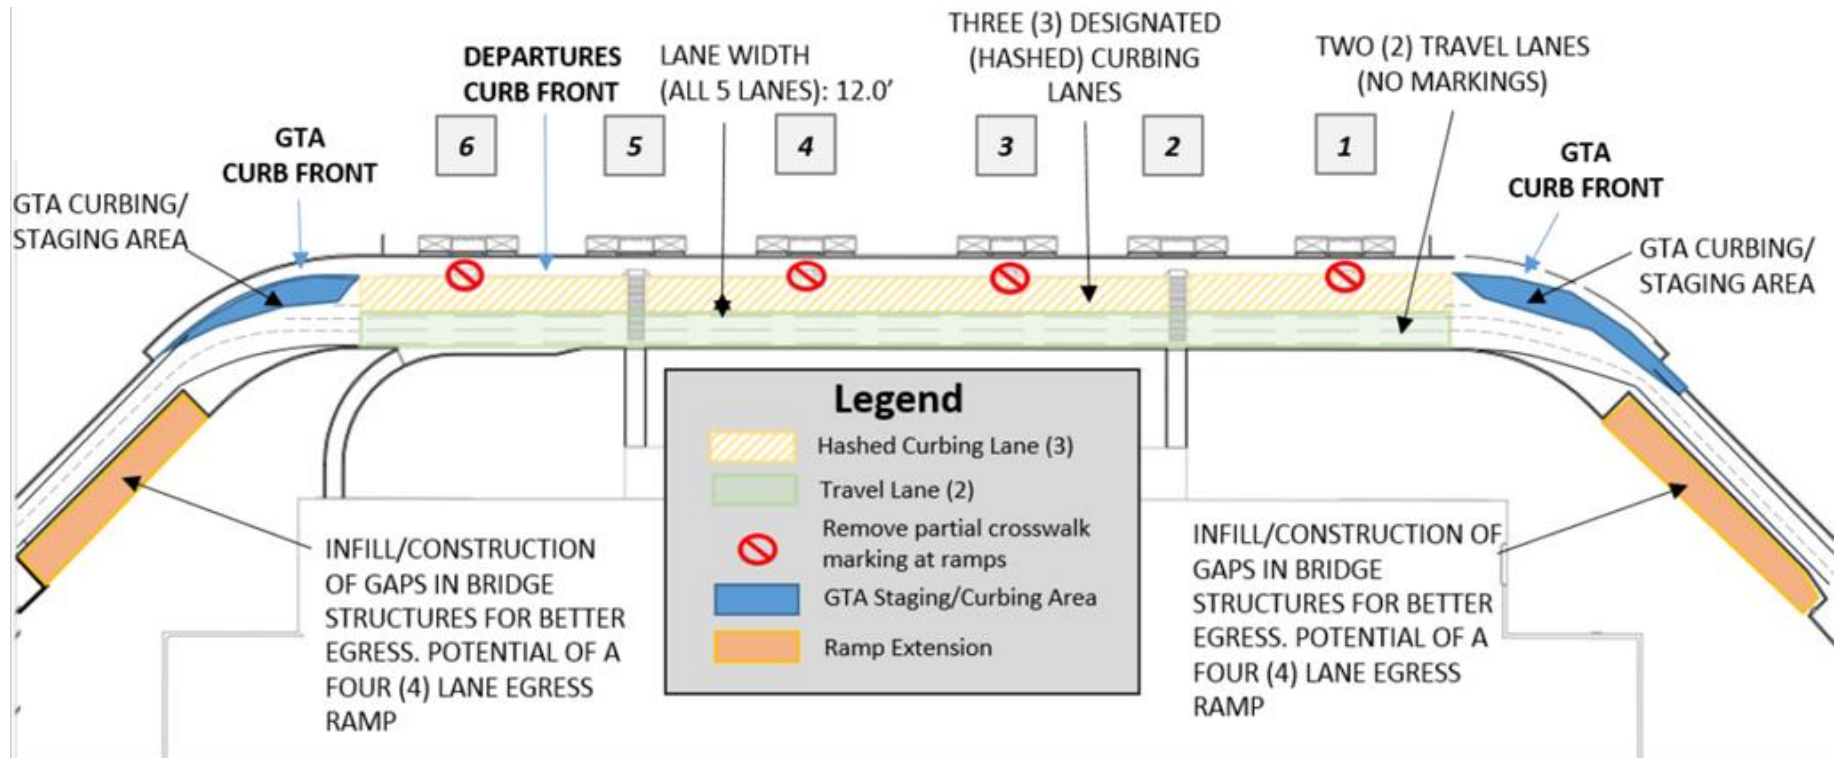 THREE (3) DESIGNATED
(HASHED) CURBING
LANES
TWO (2) TRAVEL LANES
(NO MARKINGS)
DEPARTURES
CURB FRONT
LANE WIDTH
(ALL 5 LANES): 12.0’
GTA
CURB FRONT
6
5
4
3
2
1
GTA
CURB FRONT
GTA CURBING/
STAGING AREA
GTA CURBING/
STAGING AREA
Legend
Hashed Curbing Lane (3)
Travel Lane (2)
Remove partial crosswalk
marking at ramps
GTA Staging/Curbing Area
Ramp Extension
INFILL/CONSTRUCTION
OF GAPS IN BRIDGE
STRUCTURES FOR BETTER
EGRESS. POTENTIAL OF A
FOUR (4) LANE EGRESS
RAMP
INFILL/CONSTRUCTION OF
GAPS IN BRIDGE
STRUCTURES FOR BETTER
EGRESS. POTENTIAL OF A
FOUR (4) LANE EGRESS
RAMP